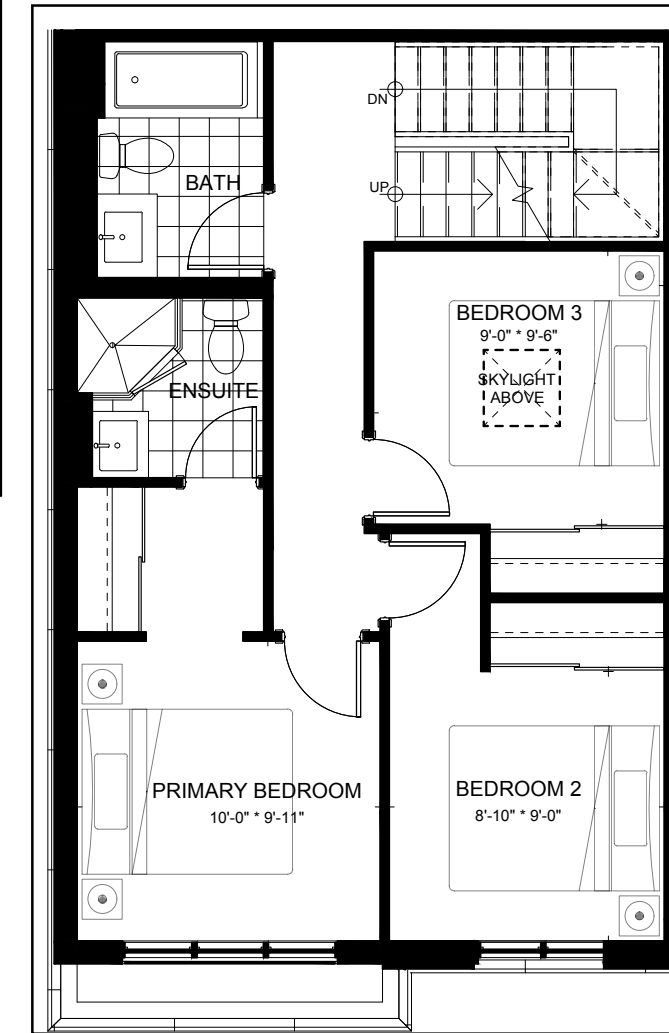 DN
BATH
UP
BEDROOM 3
9'-0" * 9'-6"
SKYLIGHT
ABOVE
ENSUITE
PRIMARY BEDROOM
10'-0" * 9'-11"
BEDROOM 2
8'-10" * 9'-0"